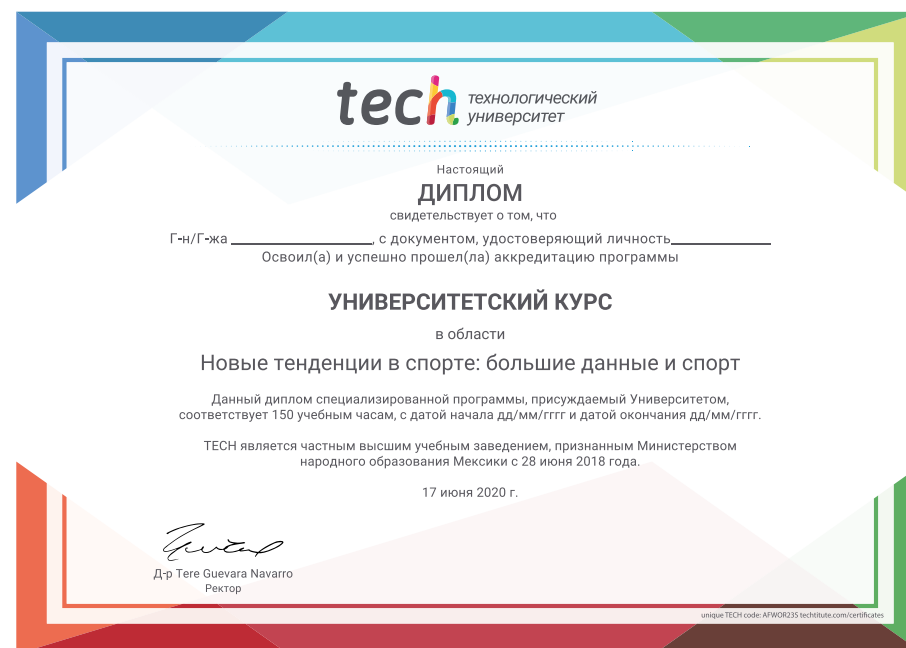 tech технологический
университет
Настоящий
ДИПЛОМ
свидетельствует о том, что
Г-н/Г-жа ____________________, с документом, удостоверяющий личность______________
Освоил(а) и успешно прошел(ла) аккредитацию программы
УНИВЕРСИТЕТСКИЙ КУРС
в области
Новые тенденции в спорте: большие данные и спорт
Данный диплом специализированной программы, присуждаемый Университетом,
соответствует 150 учебным часам, с датой начала дд/мм/гггг и датой окончания дд/мм/гггг.
TECH является частным высшим учебным заведением, признанным Министерством
народного образования Мексики с 28 июня 2018 года.
17 июня 2020 г.
Д-р Tere Guevara Navarro
Ректор
unique TECH code: AFWOR23S techtitute.com/certificates